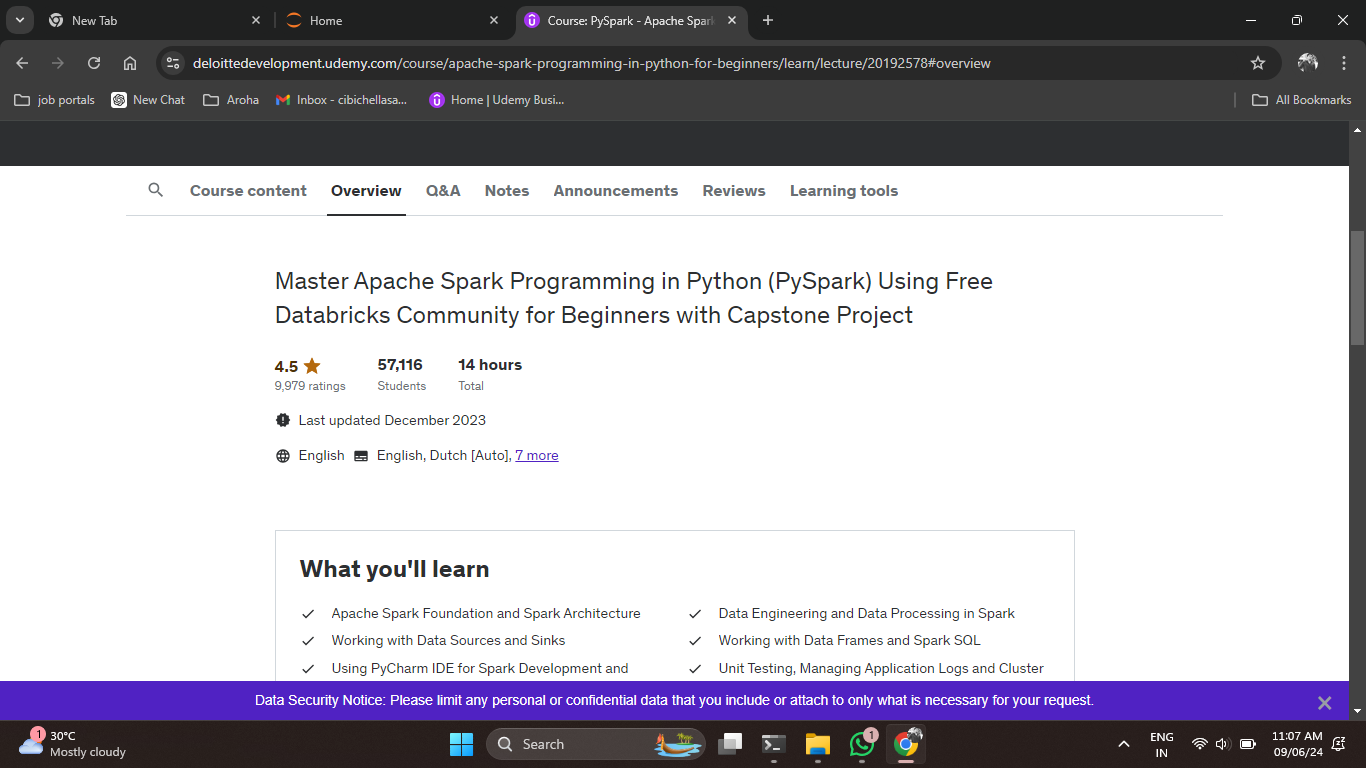 New Tab
Home
Course: PySpark - Apache Spark
deloittedevelopment.udemy.com/course/apache-spark-programming-in-python-for-beginners/learn/lecture/20192578#overview
job portals
New Chat
Aroha
Inbox - cibichellasa...
Home | Udemy Busi...
All Bookmarks
Course content
Overview
Q&A
Notes
Announcements
Reviews
Learning tools
Master Apache Spark Programming in Python (PySpark) Using Free
Databricks Community for Beginners with Capstone Project
4.5
57,116
14 hours
9,979 ratings
Students
Total
Last updated December 2023
English
English, Dutch [Auto], 7 more
What you'll learn
Apache Spark Foundation and Spark Architecture
Data Engineering and Data Processing in Spark
Working with Data Sources and Sinks
Working with Data Frames and Spark SQL
Using PyCharm IDE for Spark Development and
Unit Testing, Managing Application Logs and Cluster
Data Security Notice: Please limit any personal or confidential data that you include or attach to only what is necessary for your request.
1
30°C
Mostly cloudy
Search
1
ENG
IN
11:07 AM
09/06/24